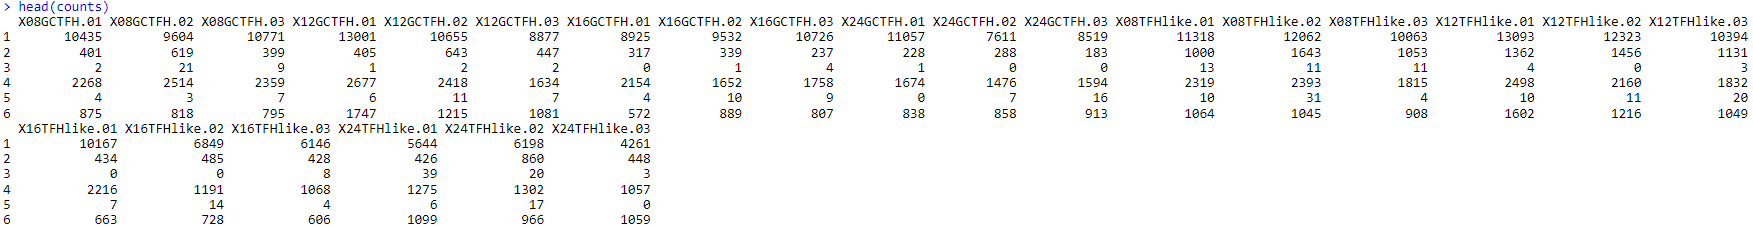 > head(counts)
X08GCTFH.01 X08GCTFH.02 X08GCTFH.03 X12GCTFH.01 X12GCTFH.02 X12GCTFH.03 X16GCTFH.01 X16GCTFH.02 X16GCTFH.03 X24GCTFH.01 X24GCTFH.02 X24GCTFH.03 X08TFHlike.01 X08TFHlike.02 X08TFHlike.03 X12TFHlike.01 X12TFHlike.02 X12TFHlike.03
1 10435 9604 10771 13001 10655 8877 8925 9532 10726 11057 7611 8519 11318 12062 10063 13093 12323 10394
2 401 619 399 405 643 447 317 339 237 228 288 183 1000 1643 1053 1362 1456 1131
3 2 21 9 1 2 2 0 1 4 1 0 0 13 11 11 4 0 3
4 2268 2514 2359 2677 2418 1634 2154 1652 1758 1674 1476 1594 2319 2393 1815 2498 2160 1832
5 4 3 7 6 11 7 4 10 9 0 7 16 10 31 4 10 11 20
6 875 818 795 1747 1215 1081 572 889 807 838 858 913 1064 1045 908 1602 1216 1049
X16TFHlike.01 X16TFHlike.02 X16TFHlike.03 X24TFHlike.01 X24TFHlike.02 X24TFHlike.03
1 10167 6849 6146 5644 6198 4261
2 434 485 428 426 860 448
3 0 0 8 39 20 3
4 2216 1191 1068 1275 1302 1057
5 7 14 4 6 17 0
6 663 728 606 1099 966 1059